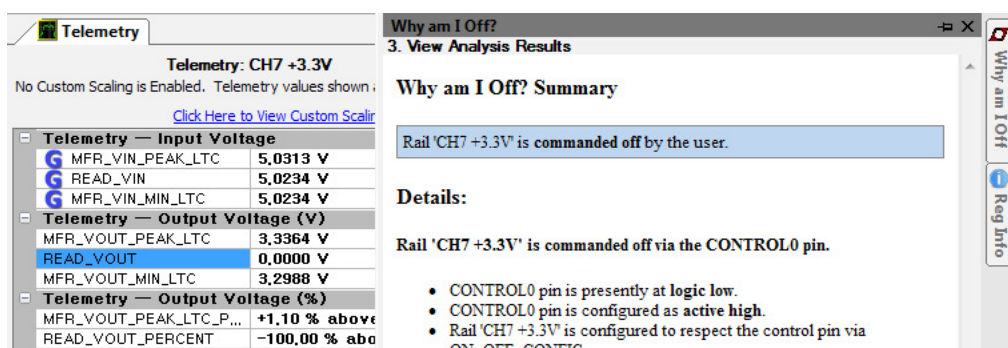 Telemetry
Telemetry: CH7 +3.3V
No Custom Scaling is Enabled. Telemetry values shown
Click Here to View Custom Scalin
Telemetry — Input Voltage
G MFR_VIN_PEAK_LTC 5.0313 V
G READ_VIN 5.0234 V
G MFR_VIN_MIN_LTC 5.0234 V
Telemetry — Output Voltage (V)
MFR_VOUT_PEAK_LTC 3.3364 V
READ_VOUT 0.0000 V
MFR_VOUT_MIN_LTC 3.2988 V
Telemetry — Output Voltage (%)
MFR_VOUT_PEAK_LTC_P... +1.10 % above
READ_VOUT_PERCENT -100.00 % abo
Why am I Off?
3. View Analysis Results
Why am I Off? Summary
Rail 'CH7 +3.3V' is commanded off by the user.
Details:
Rail 'CH7 +3.3V' is commanded off via the CONTROL0 pin.
• CONTROL0 pin is presently at logic low.
• CONTROL0 pin is configured as active high.
• Rail 'CH7 +3.3V' is configured to respect the control pin via
ON_OFF_CONFIG
Why am I Off
Reg Info